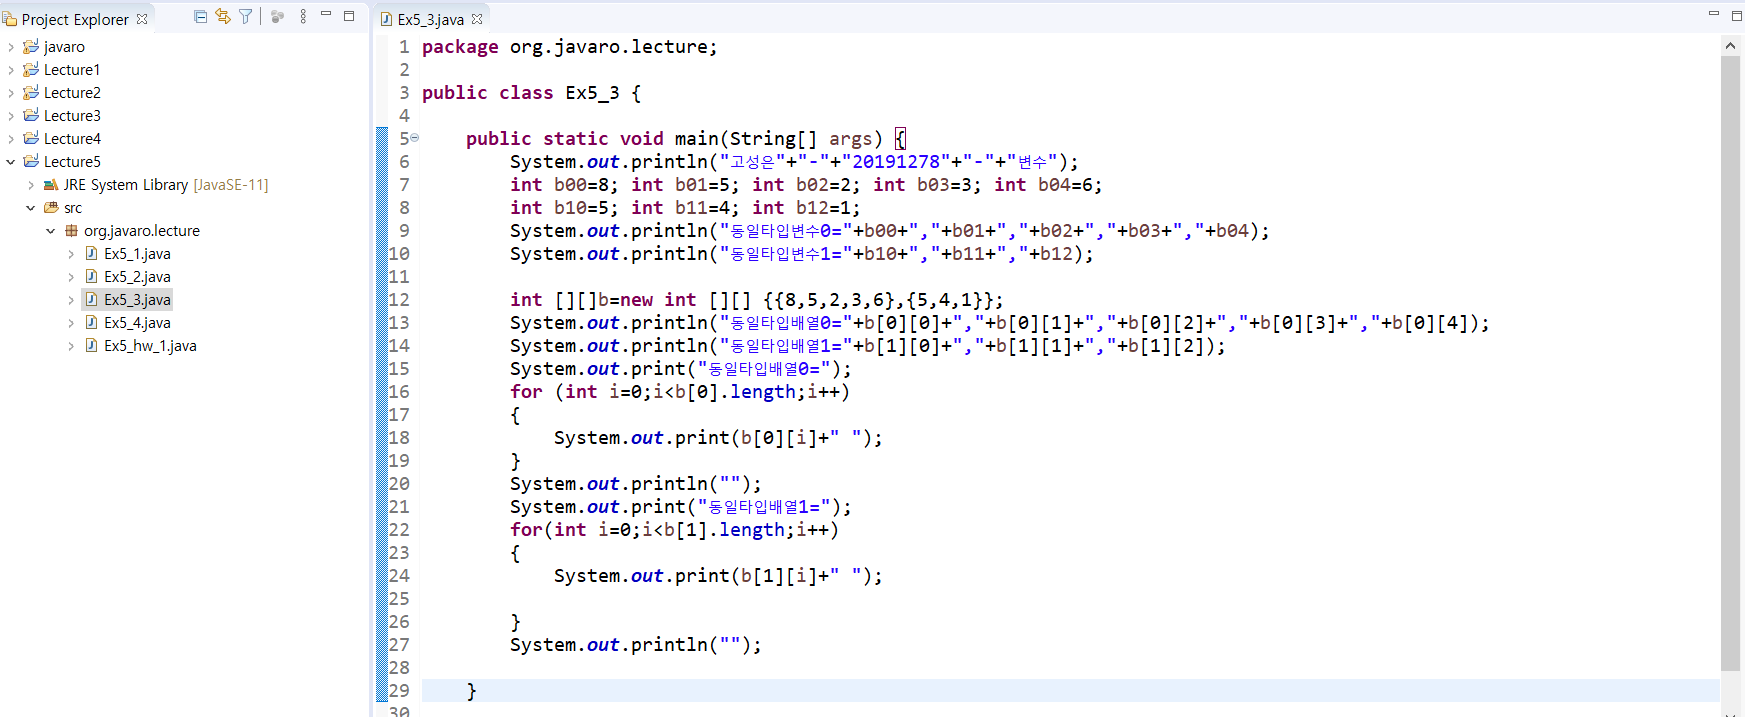 Project Explorer
javaro
Lecture1
Lecture2
Lecture3
Lecture4
Lecture5
JRE System Library [JavaSE-11]
src
org.javaro.lecture
Ex5_1.java
Ex5_2.java
Ex5_3.java
Ex5_4.java
Ex5_hw_1.java
Ex5_3.java
1 package org.javaro.lecture;
2
3 public class Ex5_3 {
4
5 public static void main(String[] args) {
6 System.out.println("고성은"+"-"+"20191278"+"-"+"변수");
7 int b00=8; int b01=5; int b02=2; int b03=3; int b04=6;
8 int b10=5; int b11=4; int b12=1;
9 System.out.println("동일타입변수0="+b00+","+b01+","+b02+","+b03+","+b04);
10 System.out.println("동일타입변수1="+b10+","+b11+","+b12);
11
12 int [][]b=new int [][] {{8,5,2,3,6},{5,4,1}};
13 System.out.println("동일타입배열0="+b[0][0]+","+b[0][1]+","+b[0][2]+","+b[0][3]+","+b[0][4]);
14 System.out.println("동일타입배열1="+b[1][0]+","+b[1][1]+","+b[1][2]);
15 System.out.print("동일타입배열0=");
16 for (int i=0;i<b[0].length;i++)
17 {
18 System.out.print(b[0][i]+" ");
19 }
20 System.out.println("");
21 System.out.print("동일타입배열1=");
22 for(int i=0;i<b[1].length;i++)
23 {
24 System.out.print(b[1][i]+" ");
25
26 }
27 System.out.println("");
28
29 }
30